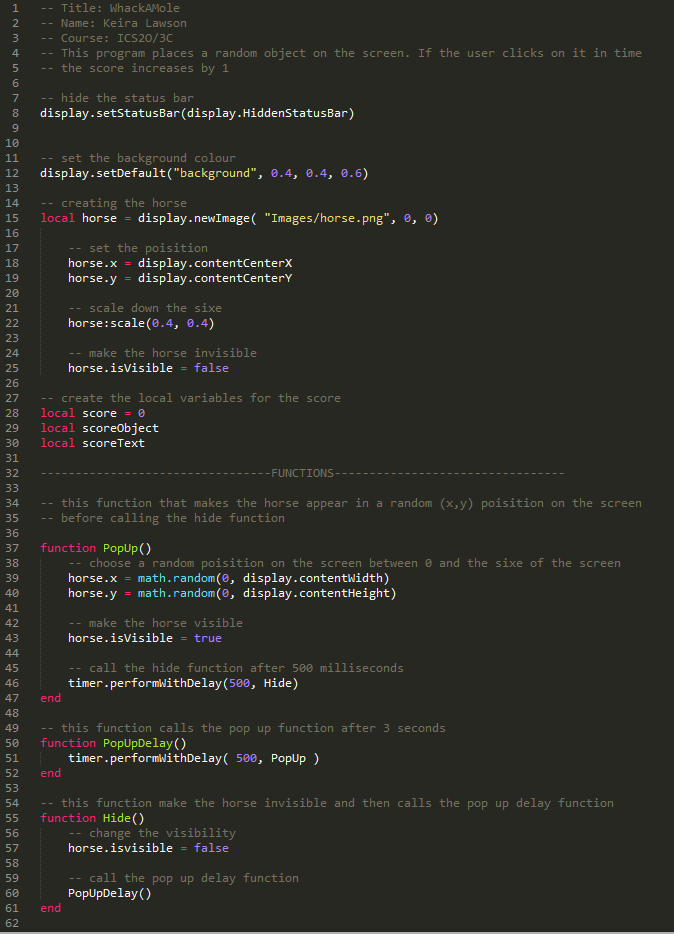 1 -- Title: WhackAMole
2 -- Name: Keira Lawson
3 -- Course: ICS2O/3C
4 -- This program places a random object on the screen. If the user clicks on it in time
5 -- the score increases by 1
6
7 -- hide the status bar
8 display.setStatusBar(display.HiddenStatusBar)
9
10
11 -- set the background colour
12 display.setDefault("background", 0.4, 0.4, 0.6)
13
14 -- creating the horse
15 local horse = display.newImage( "Images/horse.png", 0, 0)
16
17 -- set the poisition
18 horse.x = display.contentCenterX
19 horse.y = display.contentCenterY
20
21 -- scale down the sixe
22 horse:scale(0.4, 0.4)
23
24 -- make the horse invisible
25 horse.isVisible = false
26
27 -- create the local variables for the score
28 local score = 0
29 local scoreObject
30 local scoreText
31
32 ---------------------------------FUNCTIONS---------------------------------
33
34 -- this function that makes the horse appear in a random (x,y) poisition on the screen
35 -- before calling the hide function
36
37 function PopUp()
38 -- choose a random poisition on the screen between 0 and the sixe of the screen
39 horse.x = math.random(0, display.contentWidth)
40 horse.y = math.random(0, display.contentHeight)
41
42 -- make the horse visible
43 horse.isVisible = true
44
45 -- call the hide function after 500 milliseconds
46 timer.performWithDelay(500, Hide)
47 end
48
49 -- this function calls the pop up function after 3 seconds
50 function PopUpDelay()
51 timer.performWithDelay( 500, PopUp )
52 end
53
54 -- this function make the horse invisible and then calls the pop up delay function
55 function Hide()
56 -- change the visibility
57 horse.isvisible = false
58
59 -- call the pop up delay function
60 PopUpDelay()
61 end
62